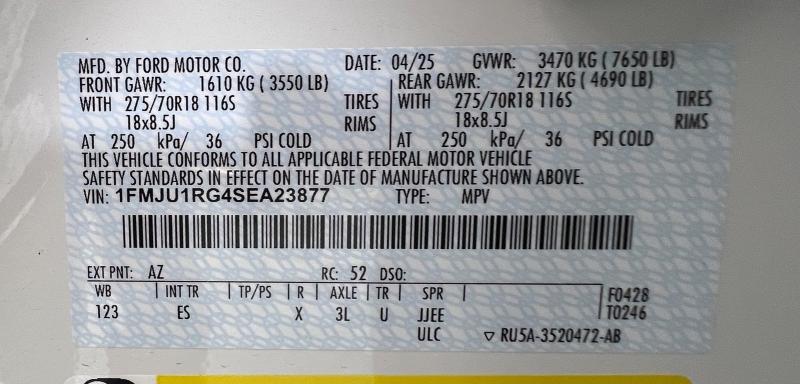 MFD. BY FORD MOTOR CO. DATE: 04/25 GVWR: 3470 KG ( 7650 LB)
FRONT GAWR: 1610 KG ( 3550 LB) REAR GAWR: 2127 KG ( 4690 LB)
WITH 275/70R18 116S TIRES WITH 275/70R18 116S TIRES
18x8.5J RIMS 18x8.5J RIMS
AT 250 kPa/ 36 PSI COLD AT 250 kPa/ 36 PSI COLD
THIS VEHICLE CONFORMS TO ALL APPLICABLE FEDERAL MOTOR VEHICLE
SAFETY STANDARDS IN EFFECT ON THE DATE OF MANUFACTURE SHOWN ABOVE.
VIN: 1FMJU1RG4SEA23877 TYPE: MPV
EXT PNT: AZ RC: 52 DSO:
WB INT TR TP/PS R AXLE TR SPR F0428
123 ES X 3L U JJEE T0246
ULC ▽ RU5A-3520472-AB